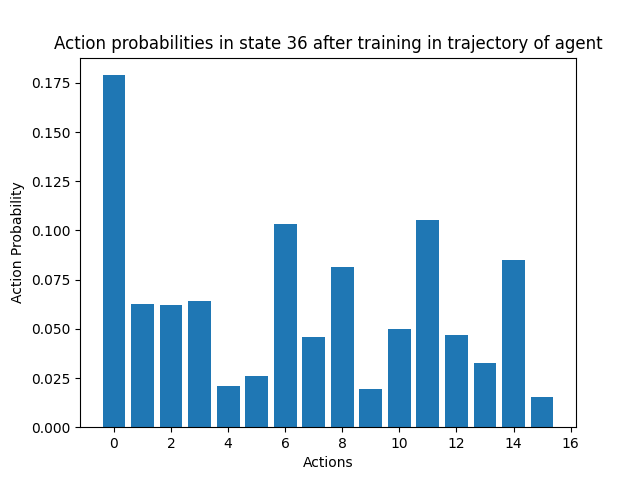 Action probabilities in state 36 after training in trajectory of agent
0.175
0.150
0.125
0.100
0.075
0.050
0.025
0.000
Action Probability
0 2 4 6 8 10 12 14 16
Actions